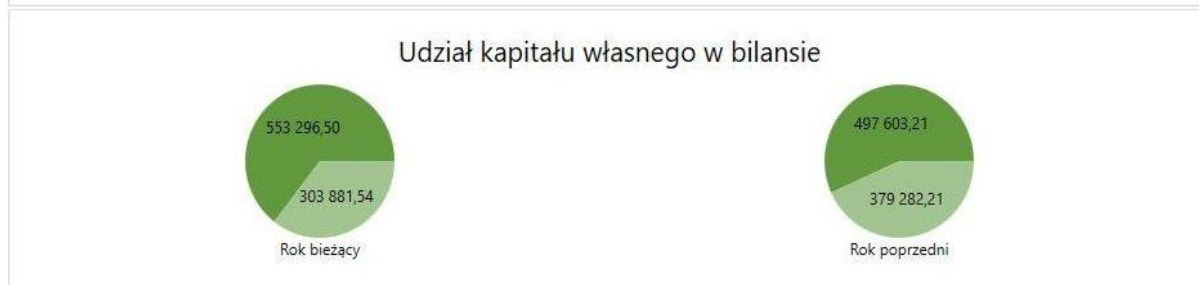 Udział kapitału własnego w bilansie
553 296,50
303 881,54
Rok bieżący
497 603,21
379 282,21
Rok poprzedni